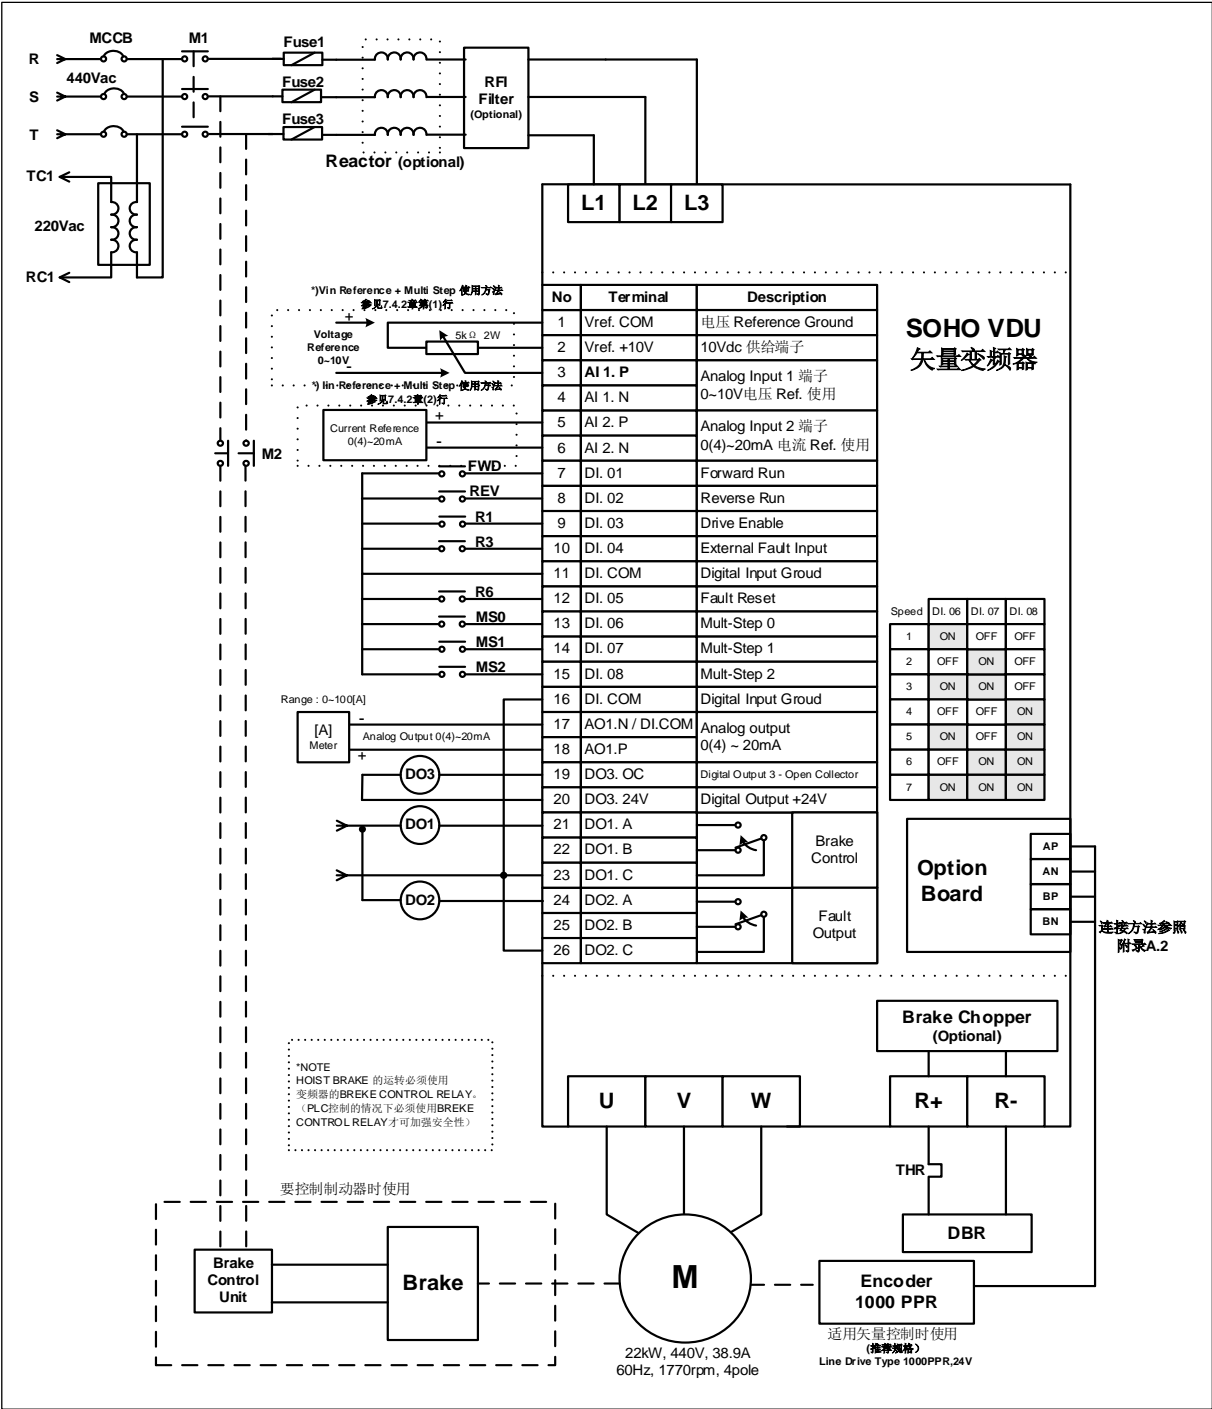 MCCB
M1
Fuse1
R
440Vac
Fuse2
S
Fuse3
T
RFI
Filter
(Optional)
Reactor (optional)
TC1
220Vac
RC1
L1 L2 L3
*)Vin Reference + Multi Step 使用方法
参见7.4.2章第(1)行
+
Voltage
Reference
0~10V
-
5kΩ 2W
*) Iin Reference + Multi Step 使用方法
参见7.4.2章(2)行
Current Reference
0(4)~20mA
+
-
M2
SOHO VDU
矢量变频器
No Terminal Description
1 Vref. COM 电压 Reference Ground
2 Vref. +10V 10Vdc 供给端子
3 AI 1. P Analog Input 1 端子
4 AI 1. N 0~10V电压 Ref. 使用
5 AI 2. P Analog Input 2 端子
6 AI 2. N 0(4)~20mA 电流 Ref. 使用
FWD 7 DI. 01 Forward Run
REV 8 DI. 02 Reverse Run
R1 9 DI. 03 Drive Enable
R3 10 DI. 04 External Fault Input
11 DI. COM Digital Input Groud
R6 12 DI. 05 Fault Reset
MS0 13 DI. 06 Mult-Step 0
MS1 14 DI. 07 Mult-Step 1
MS2 15 DI. 08 Mult-Step 2
16 DI. COM Digital Input Groud
17 AO1.N / DI.COM Analog output
18 AO1.P 0(4) ~ 20mA
19 DO3. OC Digital Output 3 - Open Collector
20 DO3. 24V Digital Output +24V
21 DO1. A
22 DO1. B
23 DO1. C
Brake
Control
24 DO2. A
25 DO2. B
26 DO2. C
Fault
Output
Range : 0~100[A]
[A]
Meter
-
Analog Output 0(4)~20mA
+
DO3
DO1
DO2
Speed DI. 06 DI. 07 DI. 08
1 ON OFF OFF
2 OFF ON OFF
3 ON ON OFF
4 OFF OFF ON
5 ON OFF ON
6 OFF ON ON
7 ON ON ON
Option
Board
AP
AN
BP
BN
连接方法参照
附录A.2
Brake Chopper
(Optional)
*NOTE
HOIST BRAKE 的运转必须使用
变频器的BREKE CONTROL RELAY。
（PLC控制的情况下必须使用BREKE
CONTROL RELAY才可加强安全性）
U V W
R+ R-
THR
DBR
要控制制动器时使用
Brake
Control
Unit
Brake
M
Encoder
1000 PPR
22kW, 440V, 38.9A
60Hz, 1770rpm, 4pole
适用矢量控制时使用
(推荐规格）
Line Drive Type 1000PPR,24V